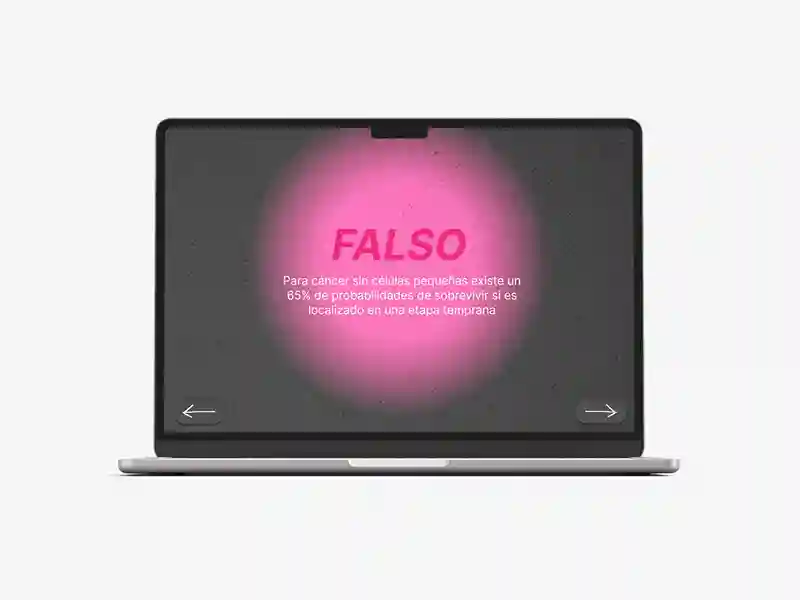 FALSO
Para cáncer sin células pequeñas existe un
65% de probabilidades de sobrevivir si es
localizado en una etapa temprana